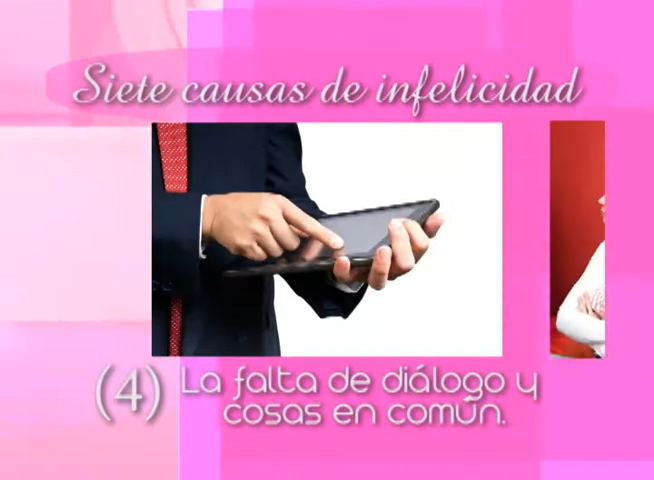 Siete causas de infelicidad
(4) La falta de diálogo y
cosas en común.